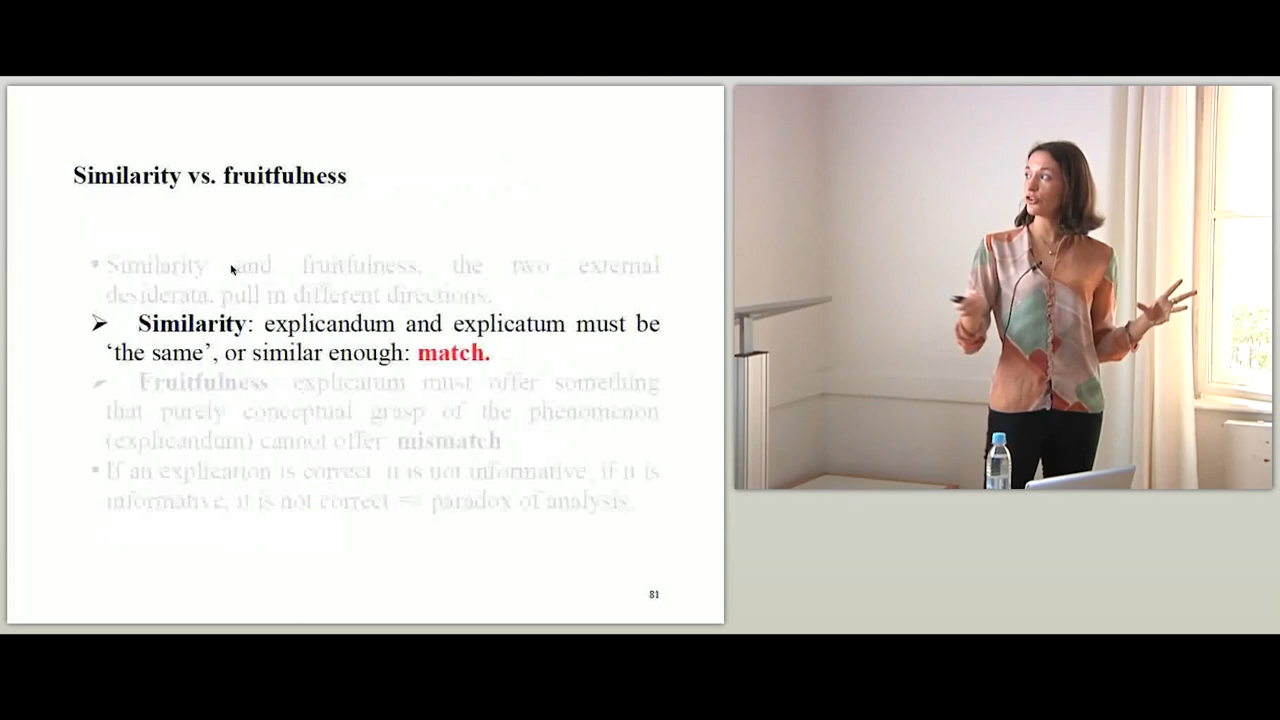 Similarity vs. fruitfulness
Similarity and fruitfulness, the two external
desiderata, pull in different directions.
Similarity: explicandum and explicatum must be
‘the same’, or similar enough: match.
Fruitfulness explicatum must offer something
that purely conceptual grasp of the phenomenon
(explicandum) cannot offer mismatch
If an explication is correct it is not informative, if it is
informative, it is not correct => paradox of analysis.
81